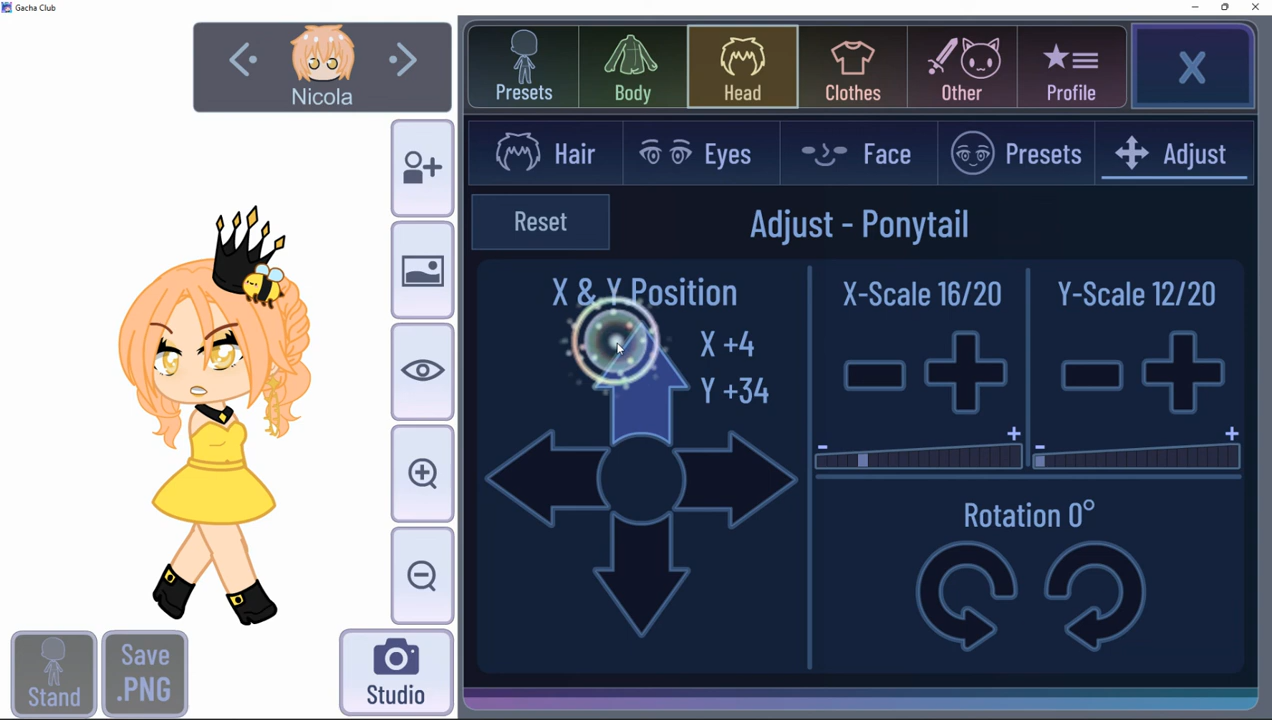 Gacha Club
Nicola
Presets
Body
Head
Clothes
Other
Profile
X
Hair
Eyes
Face
Presets
Adjust
Reset
Adjust - Ponytail
X & Y Position
X +4
Y +34
X-Scale 16/20
- +
Y-Scale 12/20
- +
Rotation 0°
Stand
Save
.PNG
Studio